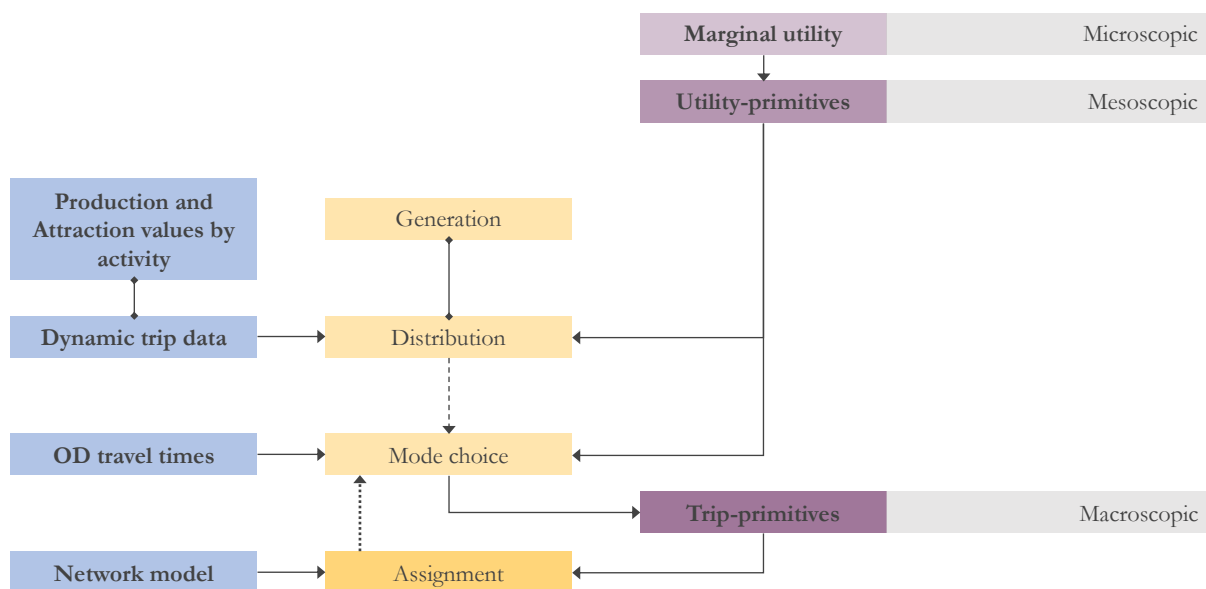 Marginal utility
Microscopic
Utility-primitives
Mesoscopic
Production and
Attraction values by
activity
Generation
Dynamic trip data
Distribution
OD travel times
Mode choice
Trip-primitives
Macroscopic
Network model
Assignment